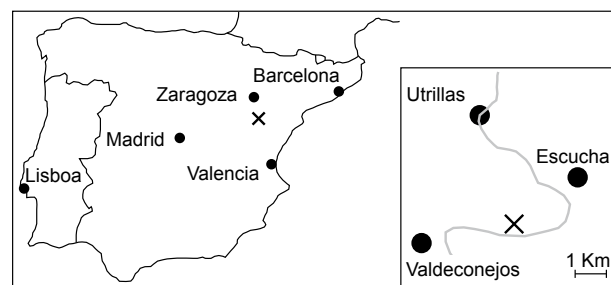 Barcelona
Zaragoza
Madrid
Valencia
Lisboa
Utrillas
Escucha
Valdeconejos
1 Km